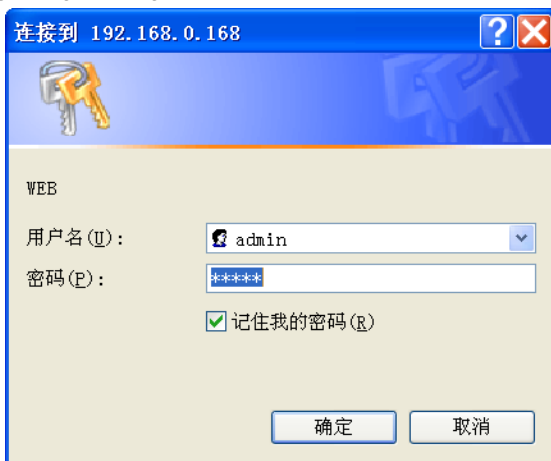 连接到 192.168.0.168
WEB
用户名(U):
admin
密码(P):
*****
记住我的密码(R)
确定
取消